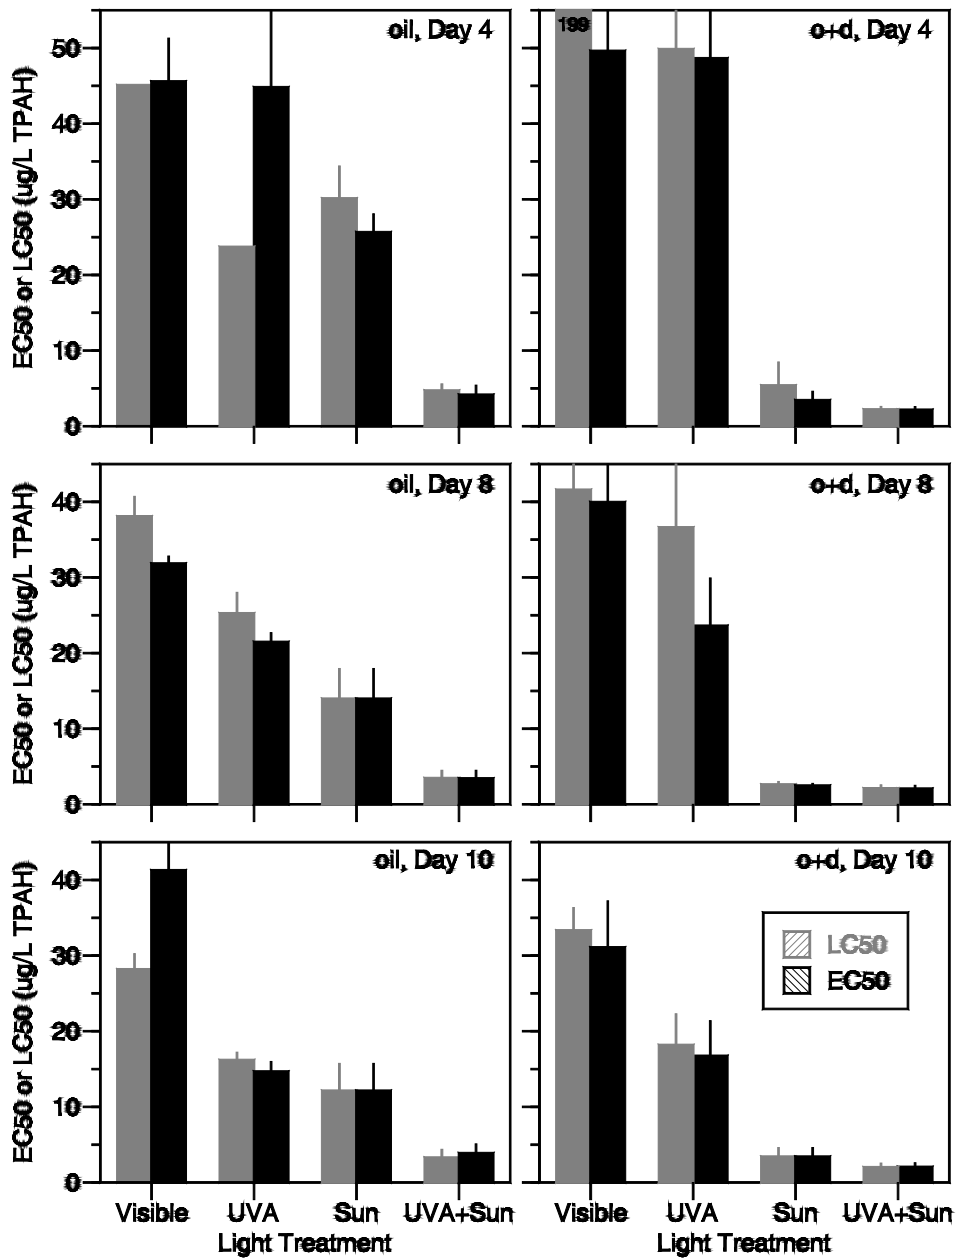 oil, Day 4
o+d, Day 4
199
EC50 or LC50 (ug/L TPAH)
50
40
30
20
10
0
oil, Day 8
o+d, Day 8
EC50 or LC50 (ug/L TPAH)
40
30
20
10
0
oil, Day 10
o+d, Day 10
EC50 or LC50 (ug/L TPAH)
40
30
20
10
0
LC50
EC50
Visible UVA Sun UVA+Sun
Visible UVA Sun UVA+Sun
Light Treatment
Light Treatment